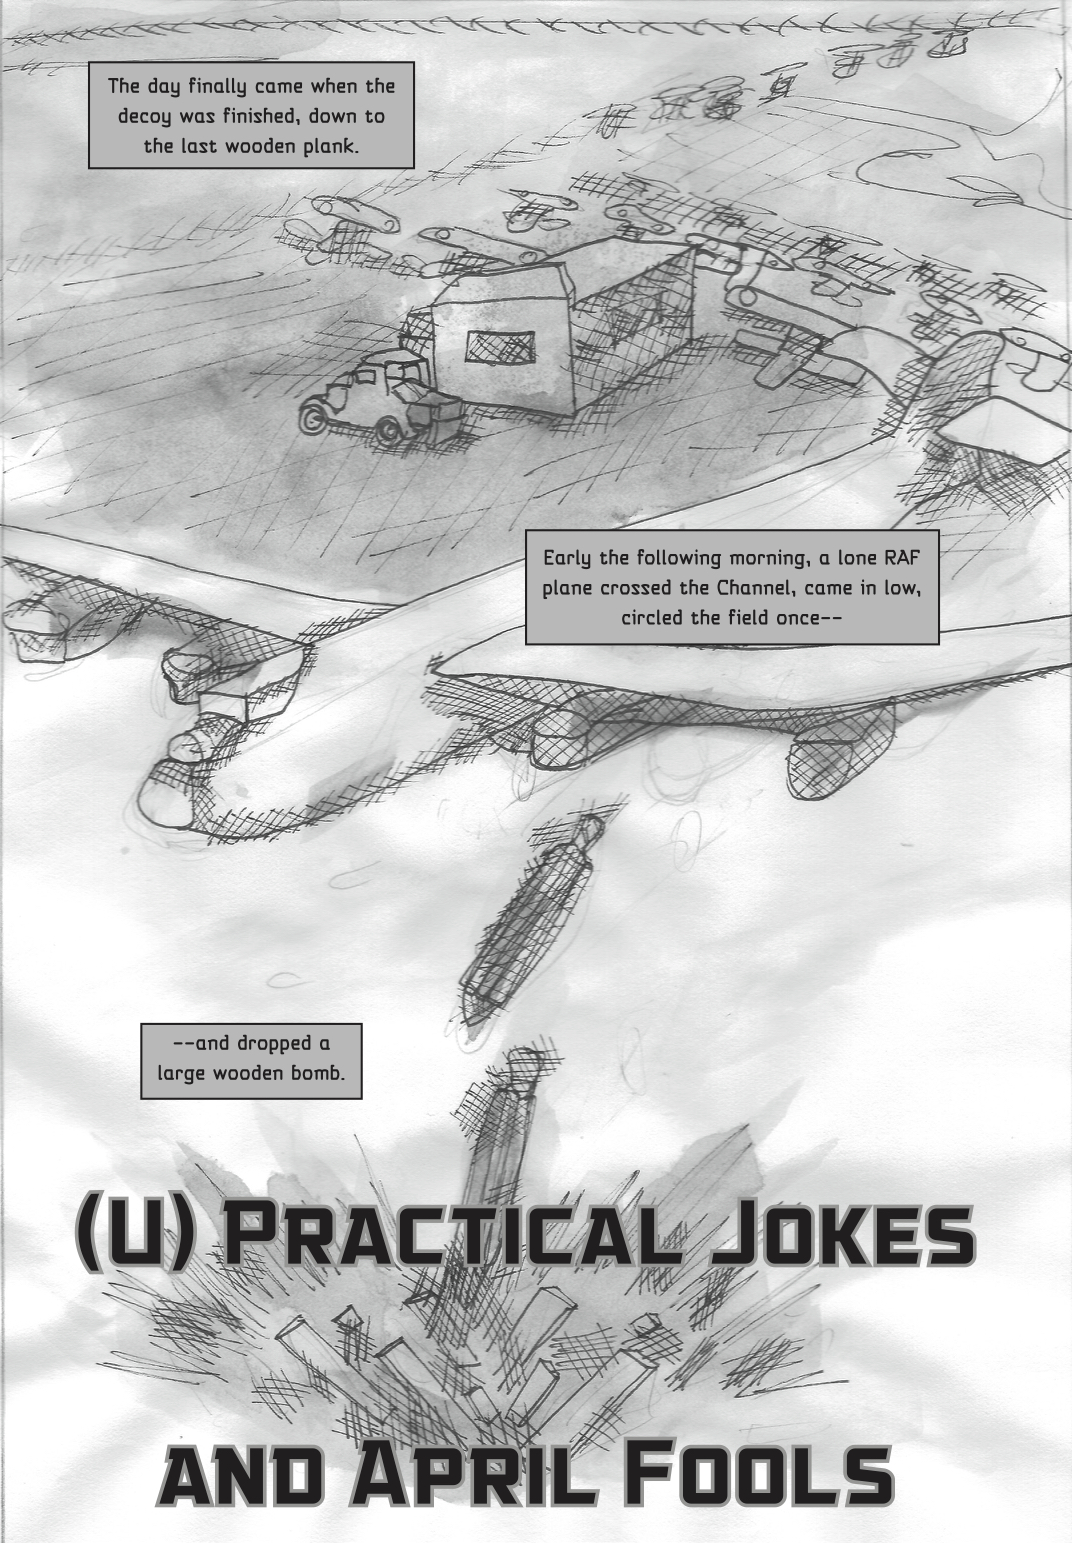 The day finally came when the
decoy was finished, down to
the last wooden plank.
Early the following morning, a lone RAF
plane crossed the Channel, came in low,
circled the field once--
--and dropped a
large wooden bomb.
(U) Practical Jokes
and April Fools